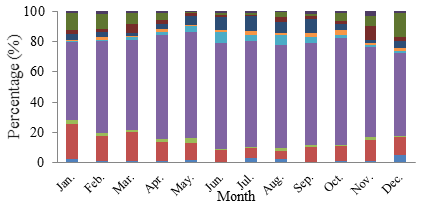 Percentage (%)
100
80
60
40
20
0
Jan. Feb. Mar. Apr. May. Jun. Jul. Aug. Sep. Oct. Nov. Dec.
Month